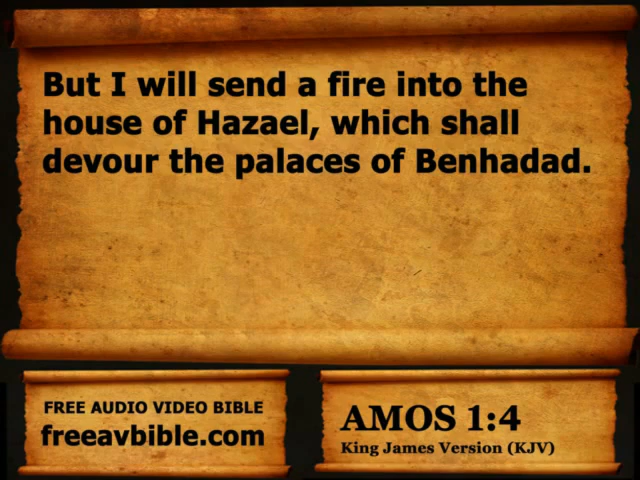 But I will send a fire into the
house of Hazael, which shall
devour the palaces of Benhadad.
FREE AUDIO VIDEO BIBLE
freeavbible.com
AMOS 1:4
King James Version (KJV)